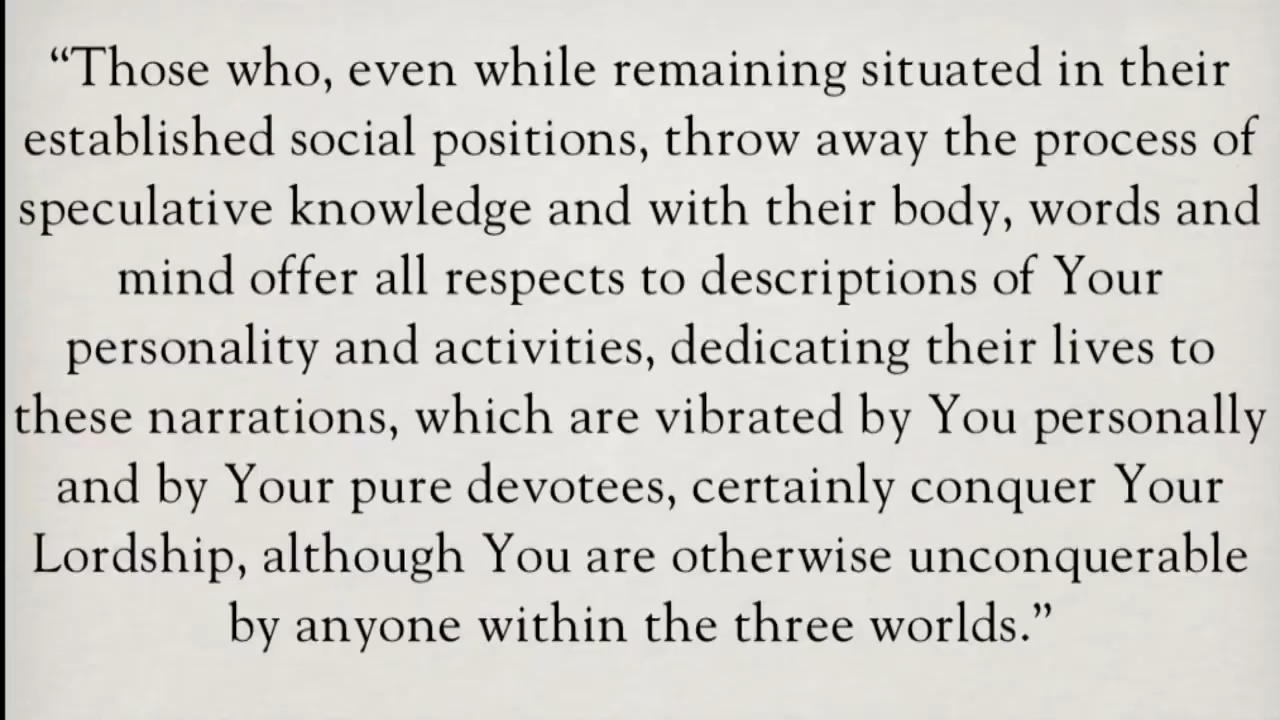 “Those who, even while remaining situated in their
established social positions, throw away the process of
speculative knowledge and with their body, words and
mind offer all respects to descriptions of Your
personality and activities, dedicating their lives to
these narrations, which are vibrated by You personally
and by Your pure devotees, certainly conquer Your
Lordship, although You are otherwise unconquerable
by anyone within the three worlds.”